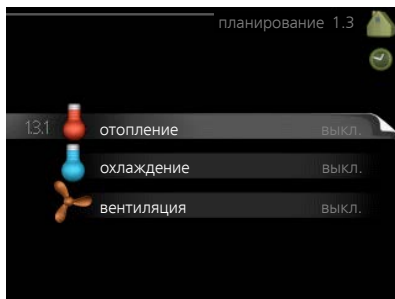 планирование 1.3
1.3.1 отопление выкл.
охлаждение выкл.
вентиляция выкл.